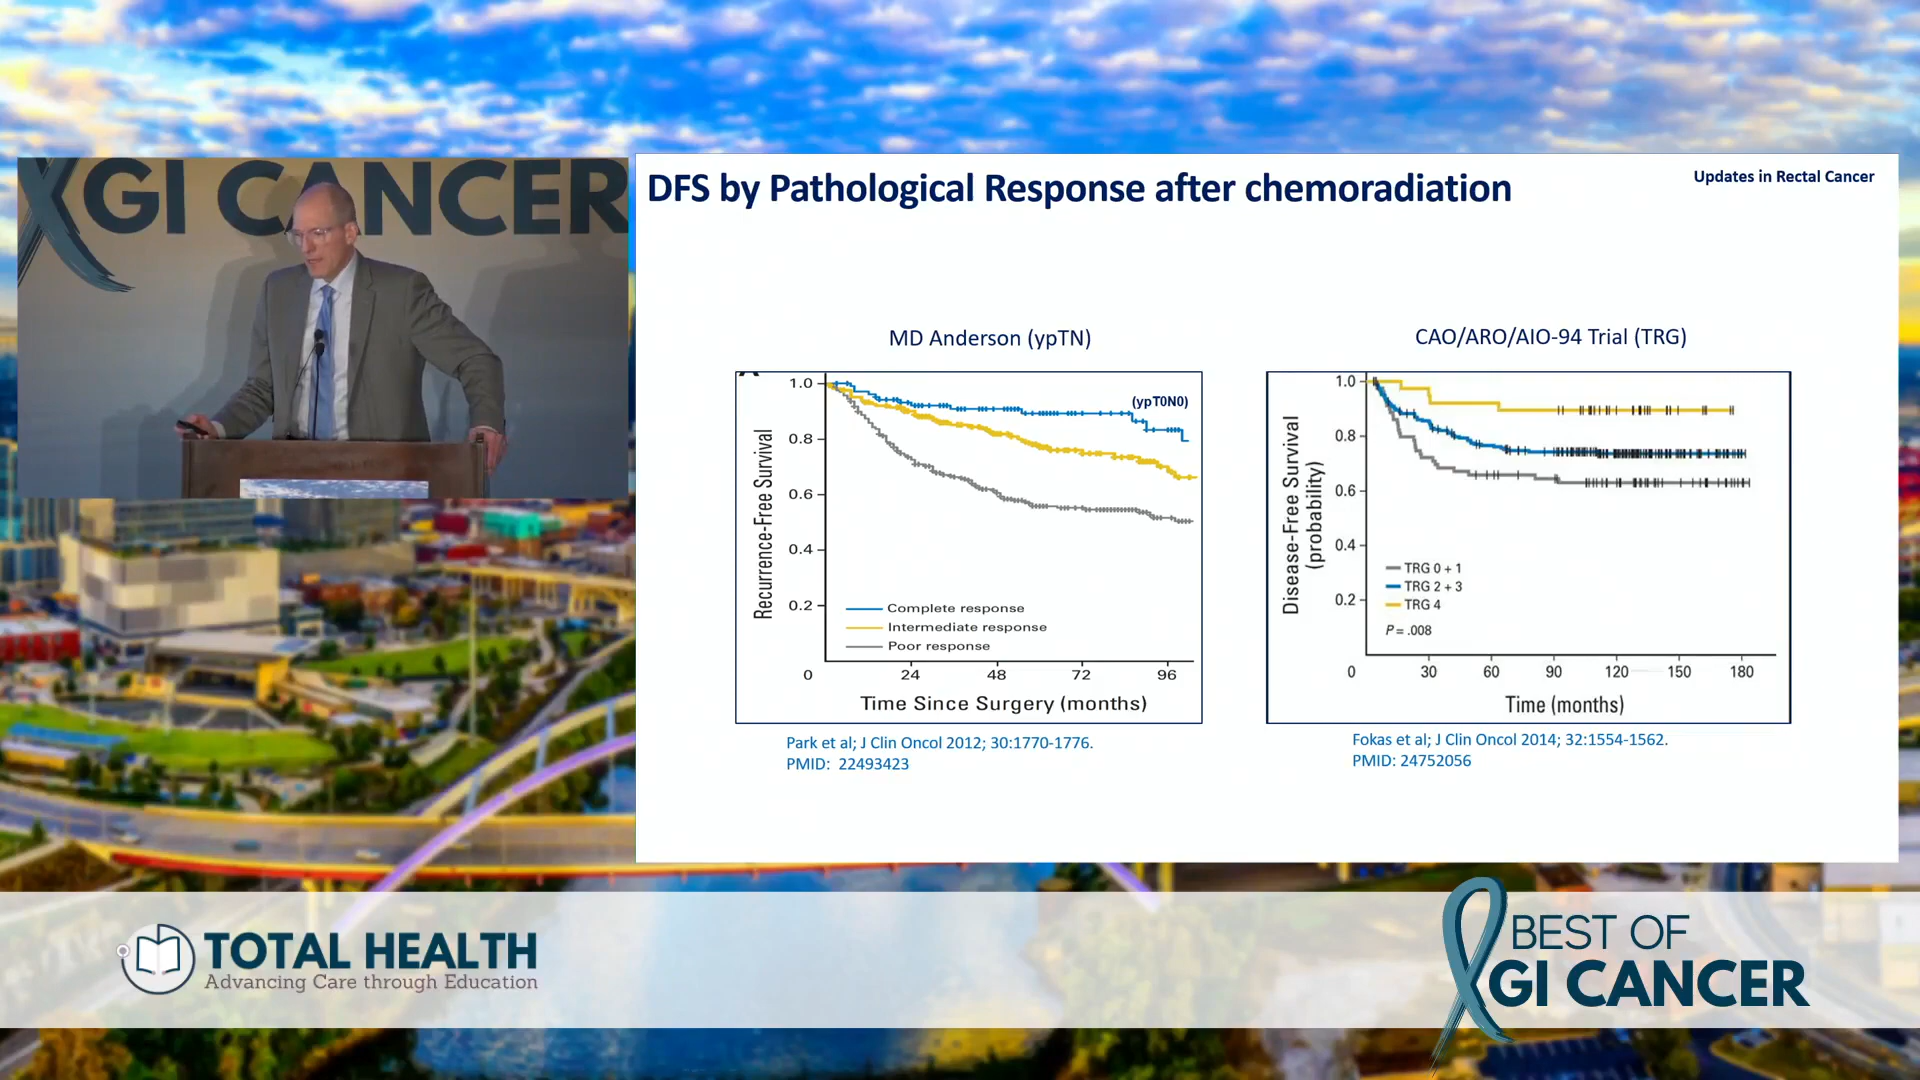 GI CANCER
DFS by Pathological Response after chemoradiation
Updates in Rectal Cancer
MD Anderson (ypTN)
(ypT0N0)
Recurrence-Free Survival
1.0
0.8
0.6
0.4
0.2
0
24
48
72
96
Complete response
Intermediate response
Poor response
Time Since Surgery (months)
Park et al; J Clin Oncol 2012; 30:1770-1776.
PMID: 22493423
CAO/ARO/AIO-94 Trial (TRG)
Disease-Free Survival
(probability)
1.0
0.8
0.6
0.4
0.2
0
30
60
90
120
150
180
TRG 0 + 1
TRG 2 + 3
TRG 4
P = .008
Time (months)
Fokas et al; J Clin Oncol 2014; 32:1554-1562.
PMID: 24752056
TOTAL HEALTH
Advancing Care through Education
BEST OF
GI CANCER